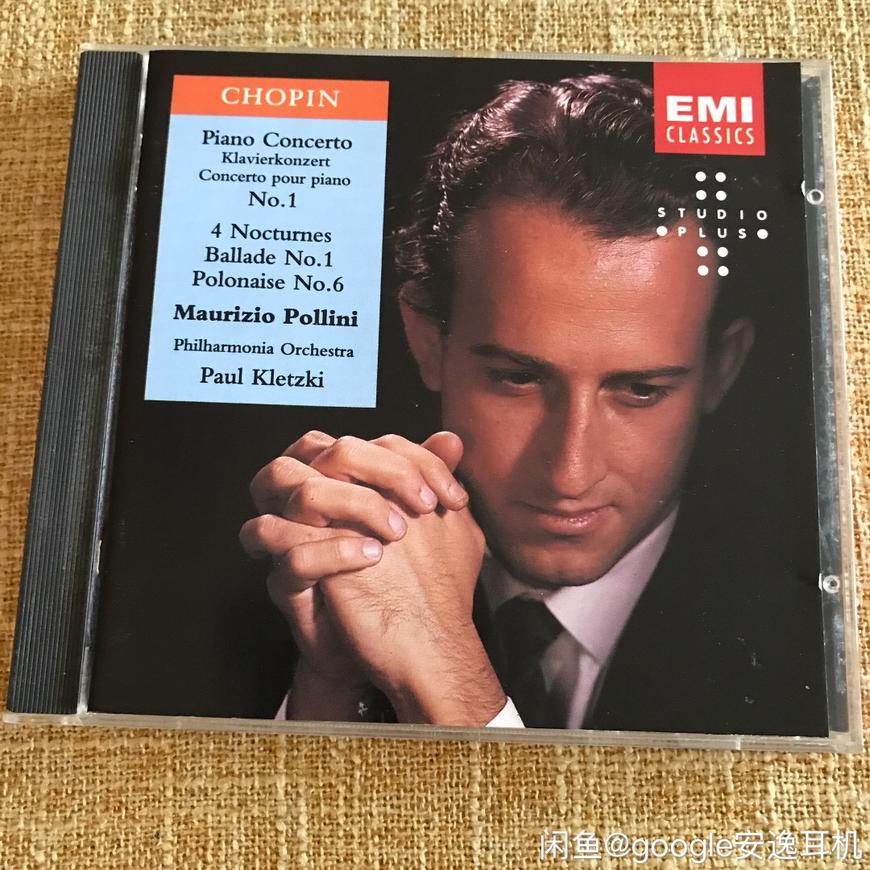 CHOPIN
Piano Concerto
Klavierkonzert
Concerto pour piano
No.1
4 Nocturnes
Ballade No.1
Polonaise No.6
Maurizio Pollini
Philharmonia Orchestra
Paul Kletzki
EMI
CLASSICS
STUDIO
PLUS
闲鱼@google安逸耳机